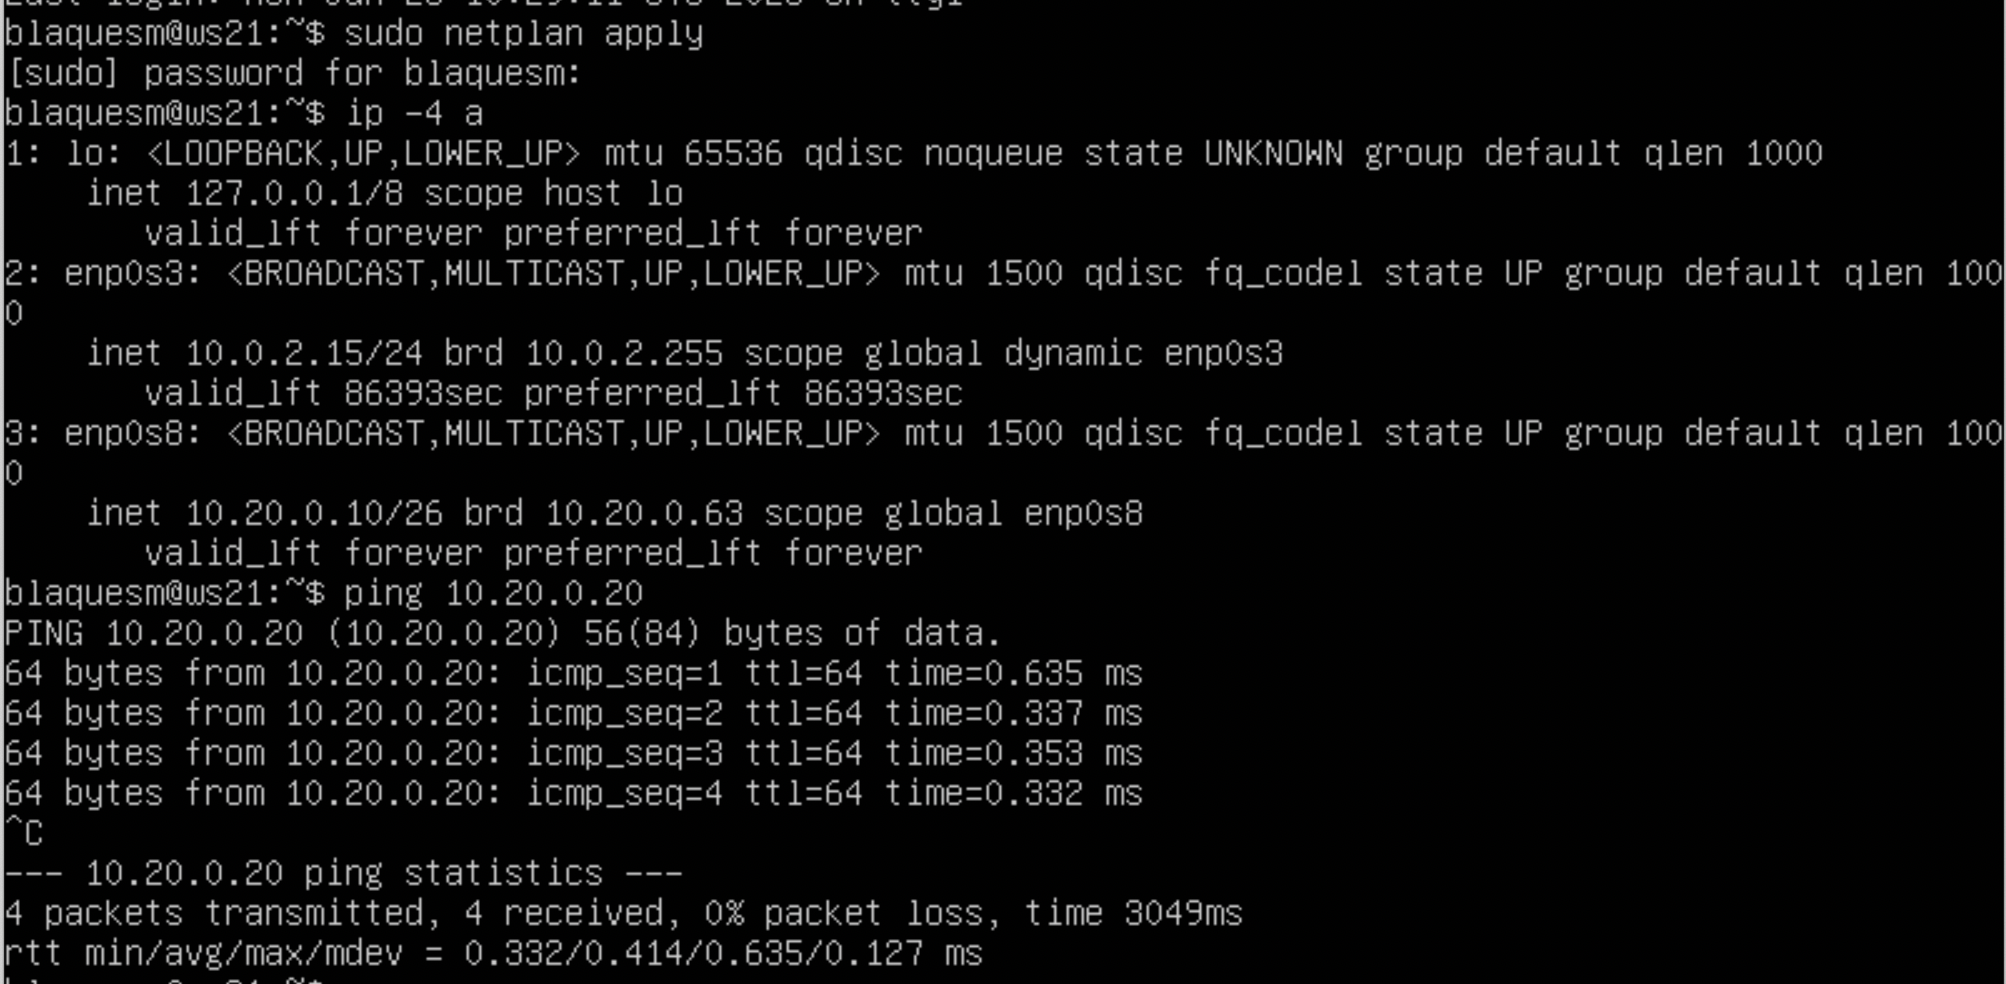 blaquesm@ws21:~$ sudo netplan apply
[sudo] password for blaquesm:
blaquesm@ws21:~$ ip -4 a
1: lo: <LOOPBACK,UP,LOWER_UP> mtu 65536 qdisc noqueue state UNKNOWN group default qlen 1000
    inet 127.0.0.1/8 scope host lo
       valid_lft forever preferred_lft forever
2: enp0s3: <BROADCAST,MULTICAST,UP,LOWER_UP> mtu 1500 qdisc fq_codel state UP group default qlen 100
0
    inet 10.0.2.15/24 brd 10.0.2.255 scope global dynamic enp0s3
       valid_lft 86393sec preferred_lft 86393sec
3: enp0s8: <BROADCAST,MULTICAST,UP,LOWER_UP> mtu 1500 qdisc fq_codel state UP group default qlen 100
0
    inet 10.20.0.10/26 brd 10.20.0.63 scope global enp0s8
       valid_lft forever preferred_lft forever
blaquesm@ws21:~$ ping 10.20.0.20
PING 10.20.0.20 (10.20.0.20) 56(84) bytes of data.
64 bytes from 10.20.0.20: icmp_seq=1 ttl=64 time=0.635 ms
64 bytes from 10.20.0.20: icmp_seq=2 ttl=64 time=0.337 ms
64 bytes from 10.20.0.20: icmp_seq=3 ttl=64 time=0.353 ms
64 bytes from 10.20.0.20: icmp_seq=4 ttl=64 time=0.332 ms
^C
--- 10.20.0.20 ping statistics ---
4 packets transmitted, 4 received, 0% packet loss, time 3049ms
rtt min/avg/max/mdev = 0.332/0.414/0.635/0.127 ms